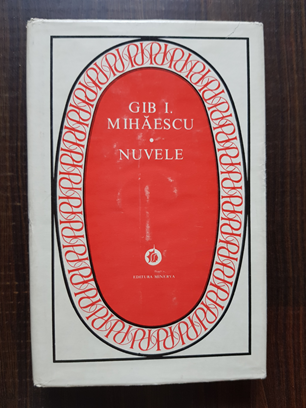 GIB I.
MIHĂESCU
•
NUVELE
EDITURA MINERVA